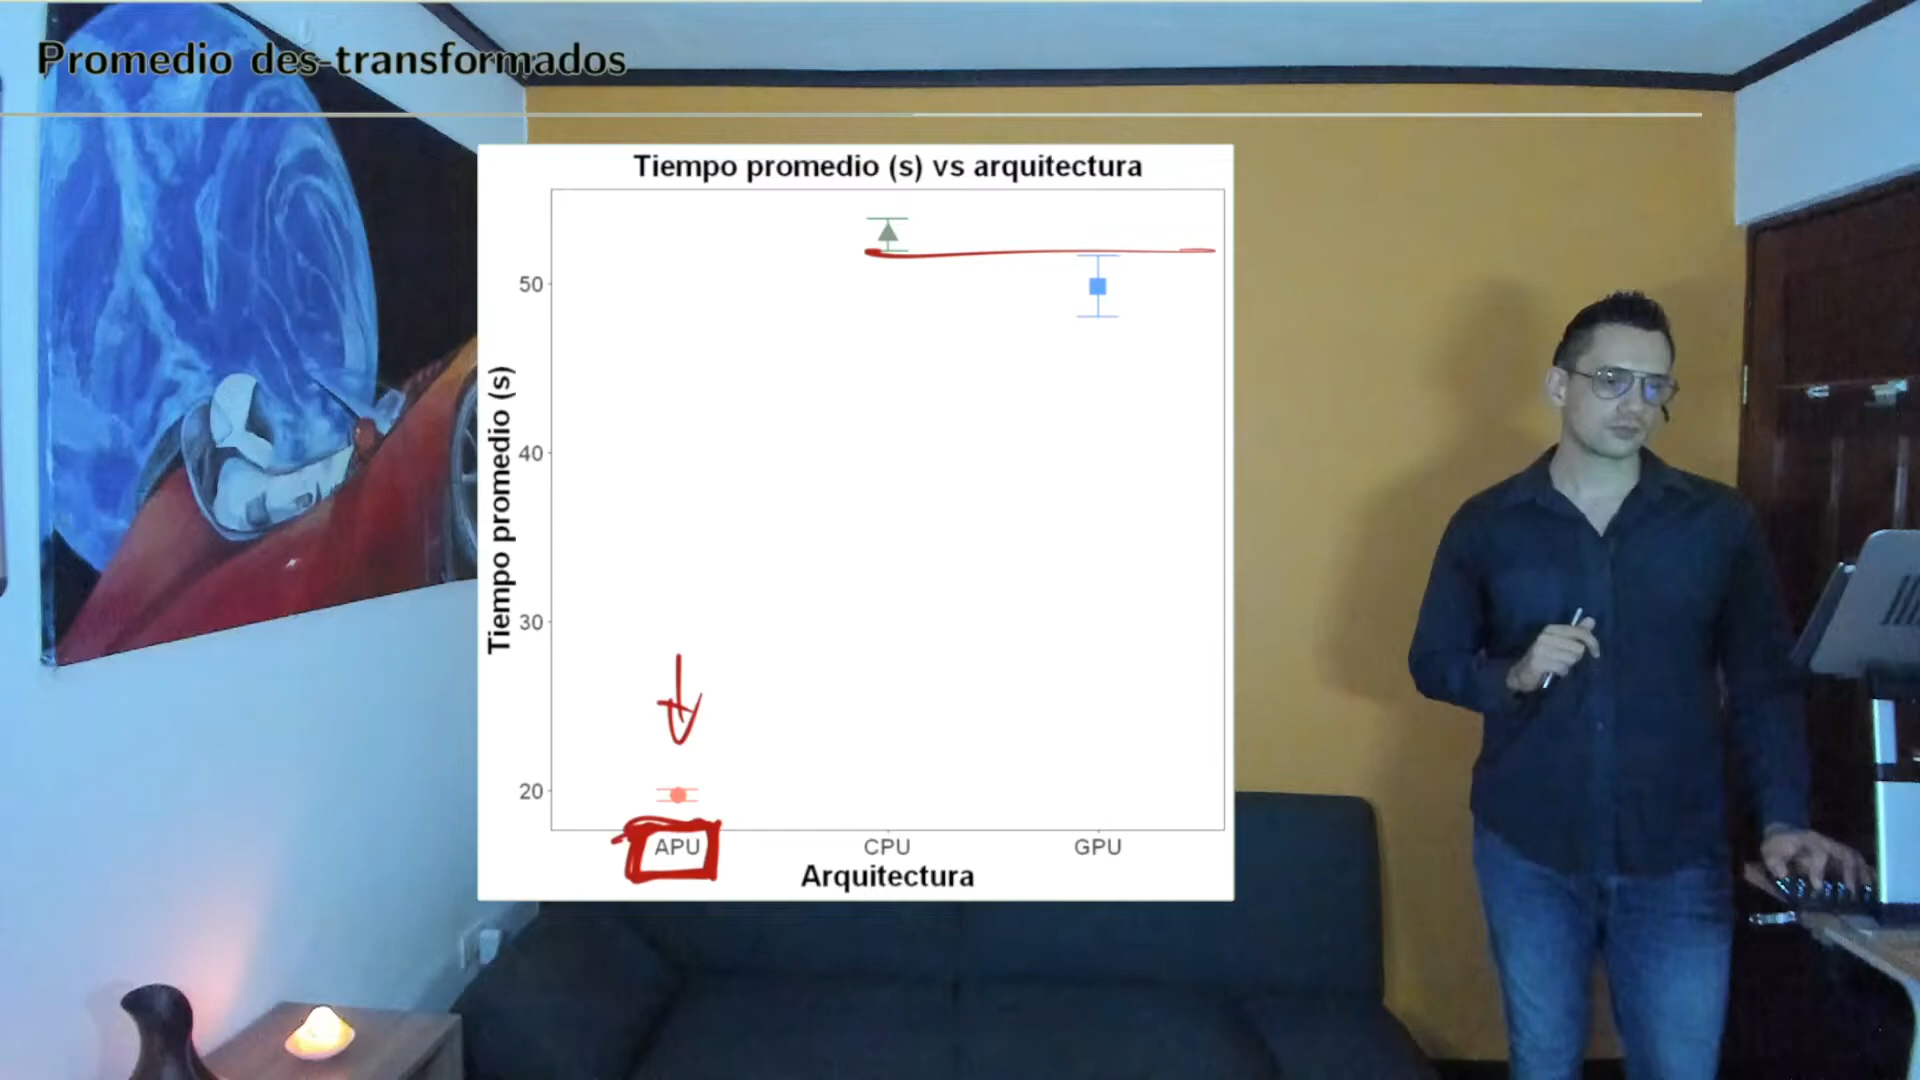 Promedio des-transformados
Tiempo promedio (s) vs arquitectura
Tiempo promedio (s)
50
40
30
20
APU
CPU
GPU
Arquitectura